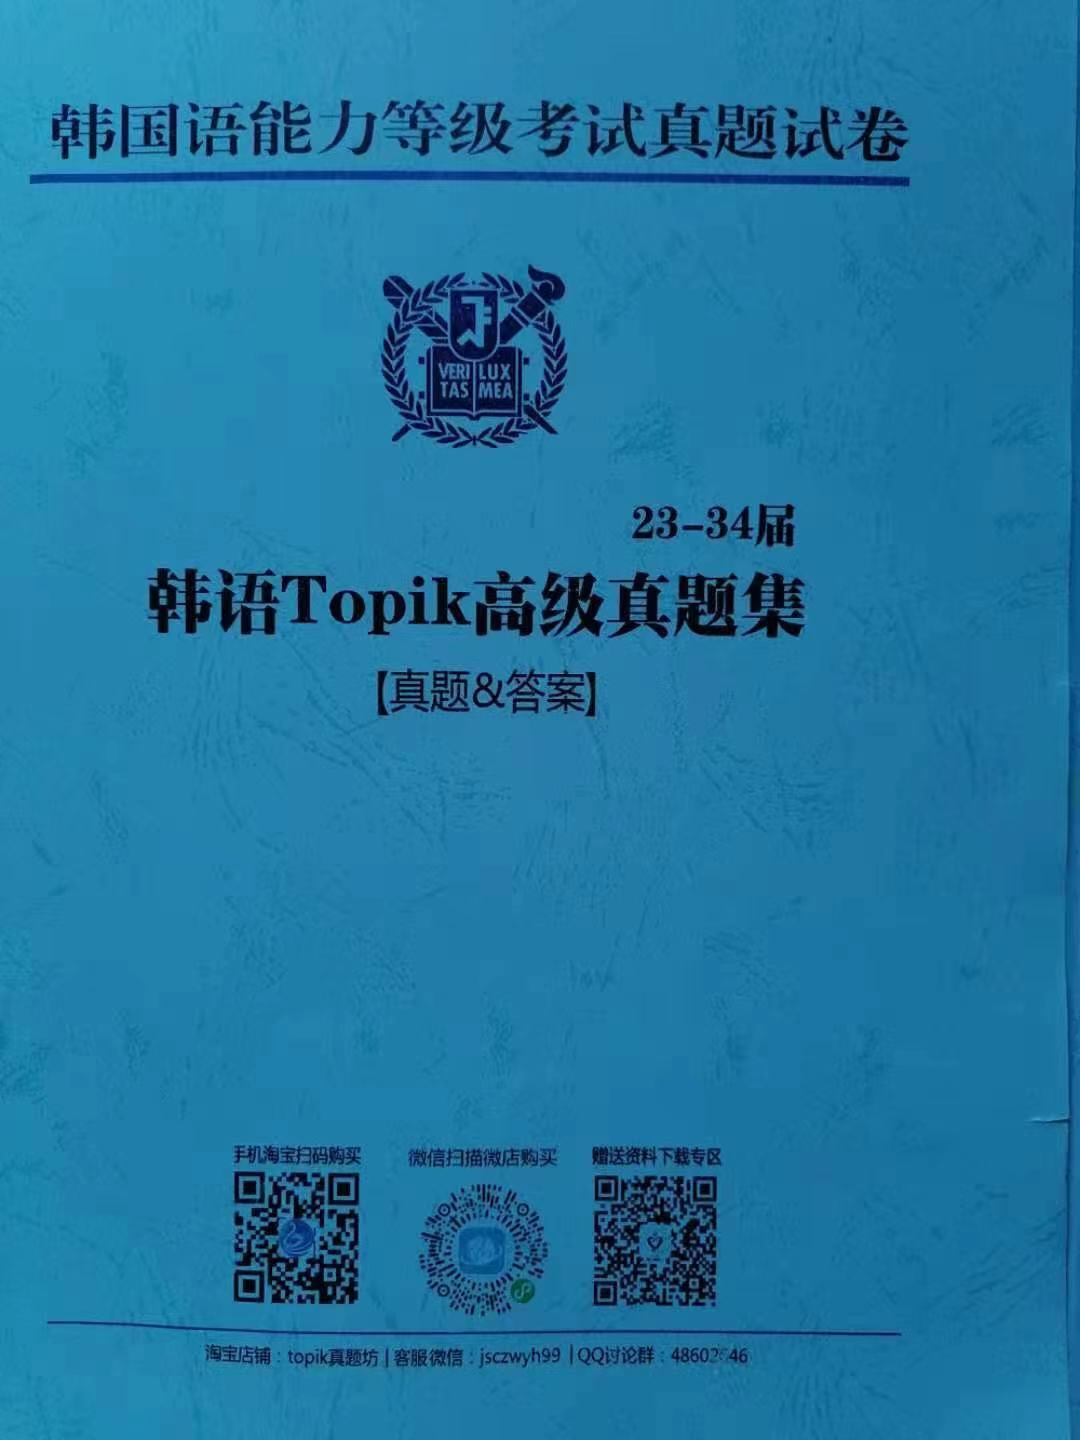 韩国语能力等级考试真题试卷
VERI LUX
TAS MEA
23-34届
韩语Topik高级真题集
【真题&答案】
手机淘宝扫码购买
微信扫描微店购买
赠送资料下载专区
淘宝店铺：topik真题坊 | 客服微信：jsczwyh99 | QQ讨论群：